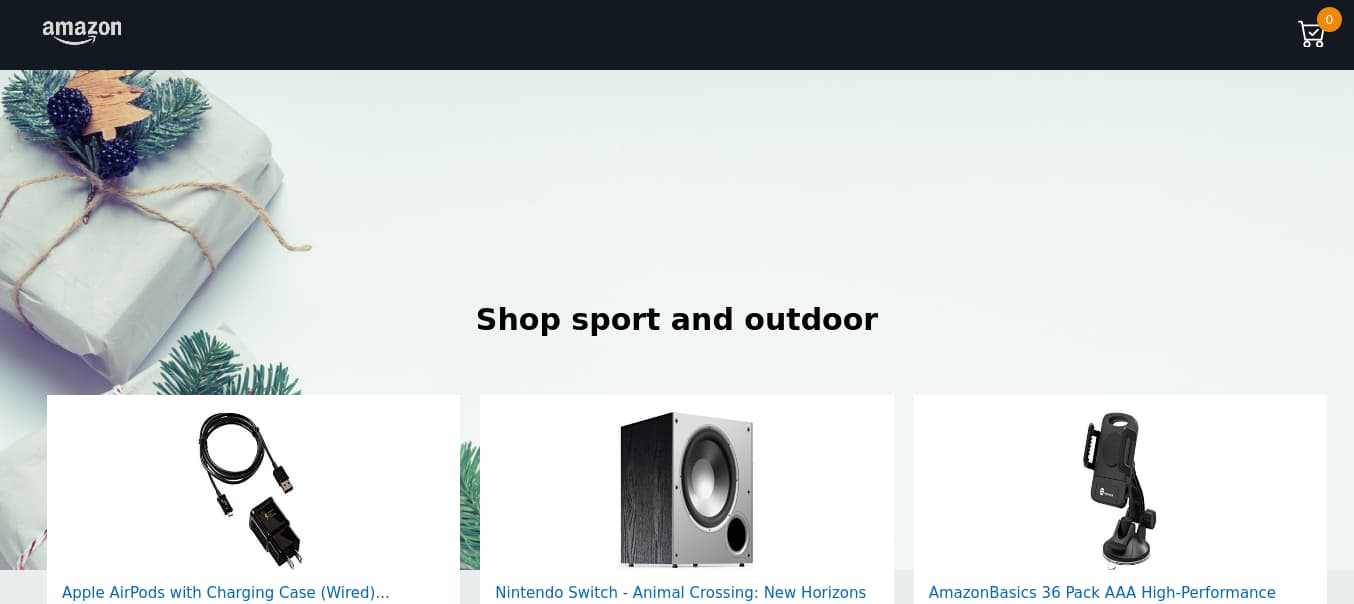 amazon
0
Shop sport and outdoor
Apple AirPods with Charging Case (Wired)...
Nintendo Switch - Animal Crossing: New Horizons
AmazonBasics 36 Pack AAA High-Performance